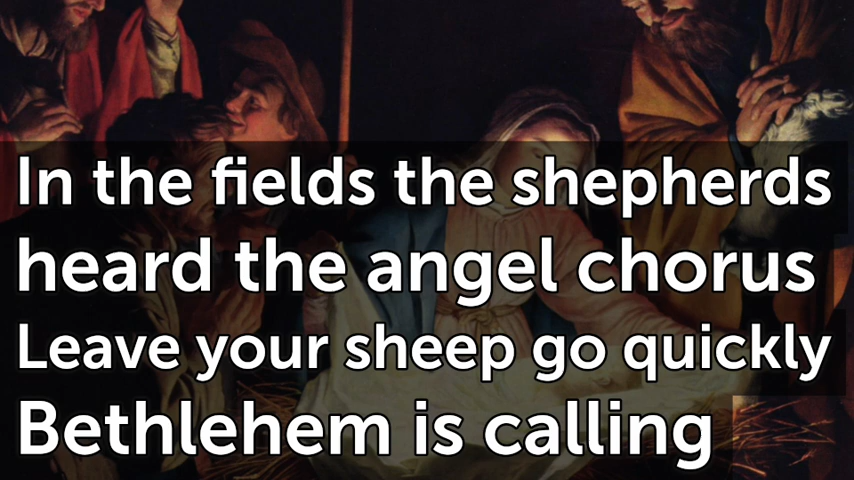 In the fields the shepherds
heard the angel chorus
Leave your sheep go quickly
Bethlehem is calling